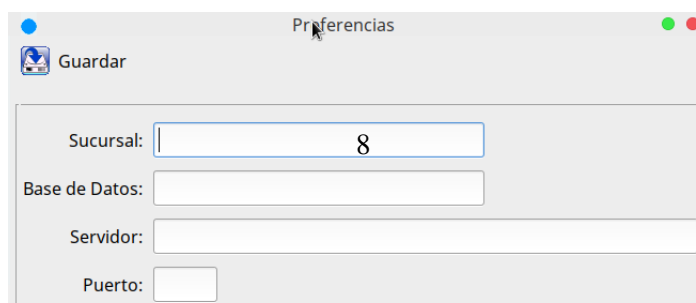 Preferencias
Guardar
Sucursal: 8
Base de Datos:
Servidor:
Puerto: